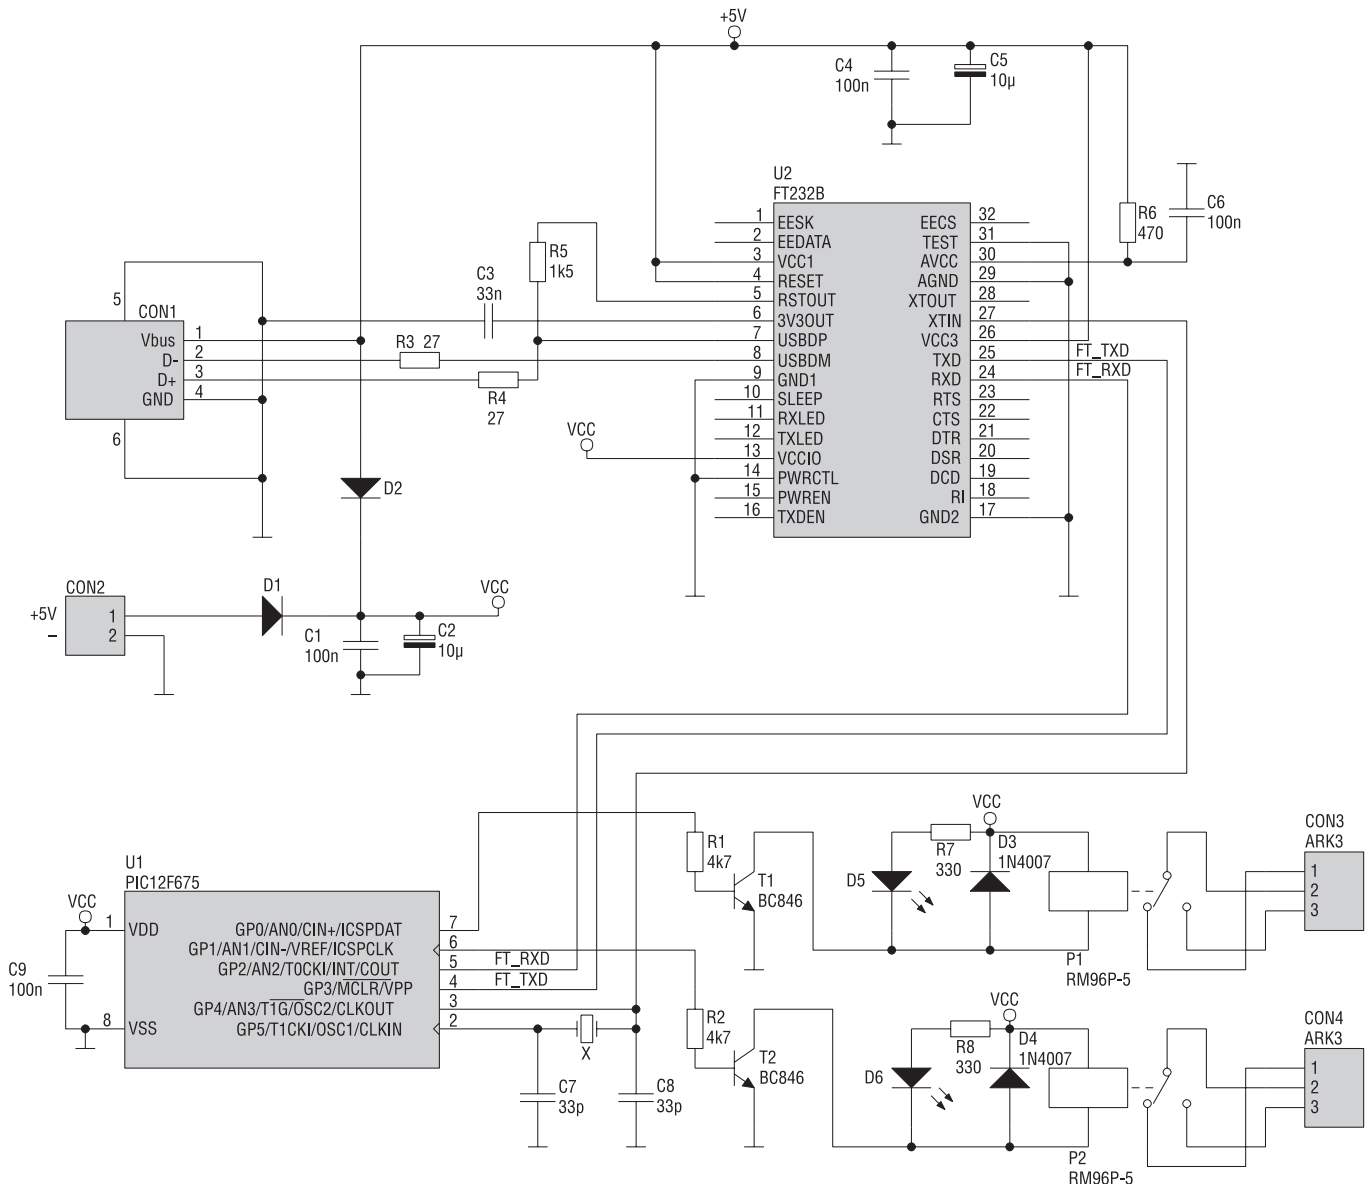 +5V
C4
100n
C5
10µ
U2
FT232B
R6
470
C6
100n
1 EESK
2 EEDATA
3 VCC1
4 RESET
5 RSTOUT
6 3V3OUT
7 USBDP
8 USBDM
9 GND1
10 SLEEP
11 RXLED
12 TXLED
13 VCCIO
14 PWRCTL
15 PWREN
16 TXDEN
EECS 32
TEST 31
AVCC 30
AGND 29
XTOUT 28
XTIN 27
VCC3 26
TXD 25
RXD 24
RTS 23
CTS 22
DTR 21
DSR 20
DCD 19
RI 18
GND2 17
FT_TXD
FT_RXD
R5
1k5
C3
33n
5
CON1
Vbus 1
D- 2
D+ 3
GND 4
6
R3 27
R4
27
VCC
D2
CON2
+5V 1
– 2
D1
VCC
C1
100n
C2
10µ
U1
PIC12F675
VCC
1 VDD
8 VSS
C9
100n
GP0/AN0/CIN+/ICSPDAT 7
GP1/AN1/CIN-/VREF/ICSPCLK 6
GP2/AN2/T0CKI/INT/COUT 5
GP3/MCLR/VPP 4
GP4/AN3/T1G/OSC2/CLKOUT 3
GP5/T1CKI/OSC1/CLKIN 2
FT_RXD
FT_TXD
X
C7
33p
C8
33p
R1
4k7
T1
BC846
R2
4k7
T2
BC846
VCC
R7
330
D3
1N4007
D5
P1
RM96P-5
CON3
ARK3
1
2
3
VCC
R8
330
D4
1N4007
D6
P2
RM96P-5
CON4
ARK3
1
2
3